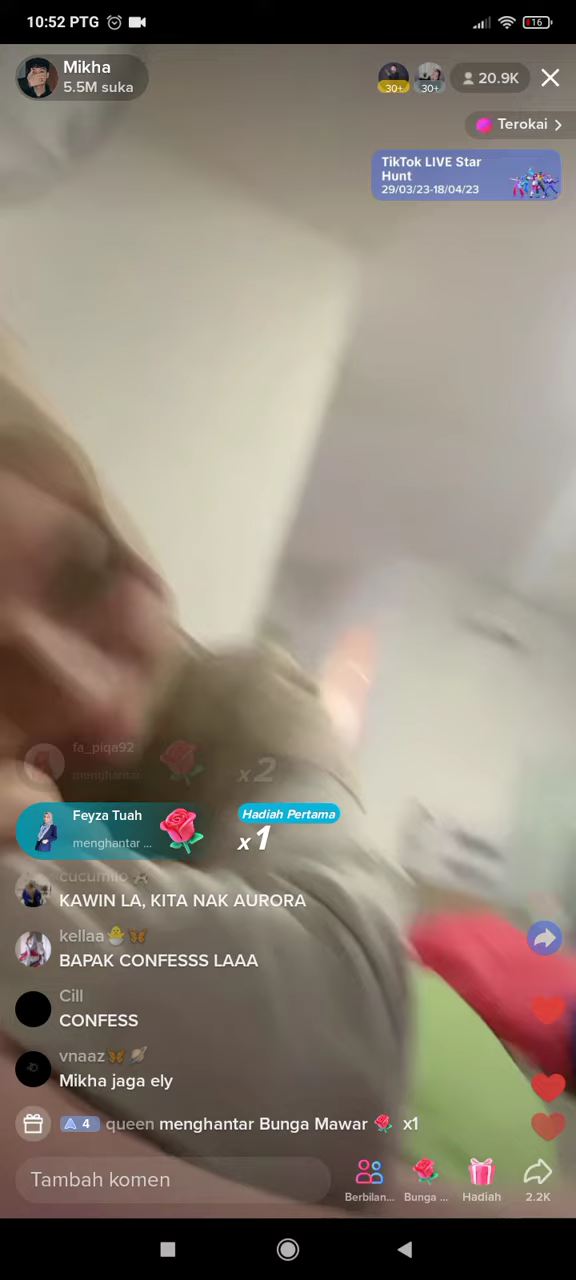 10:52 PTG
16
Mikha
5.5M suka
30+
30+
20.9K
Terokai
TikTok LIVE Star
Hunt
29/03/23-18/04/23
fa_piqa92
menghantar
x2
Feyza Tuah
menghantar ...
Hadiah Pertama
x1
cucumilo
KAWIN LA, KITA NAK AURORA
kellaa🐣🦋
BAPAK CONFESSS LAAA
Cill
CONFESS
vnaaz🦋🪐
Mikha jaga ely
4 queen menghantar Bunga Mawar 🌹 x1
Tambah komen
Berbilan...
Bunga ...
Hadiah
2.2K